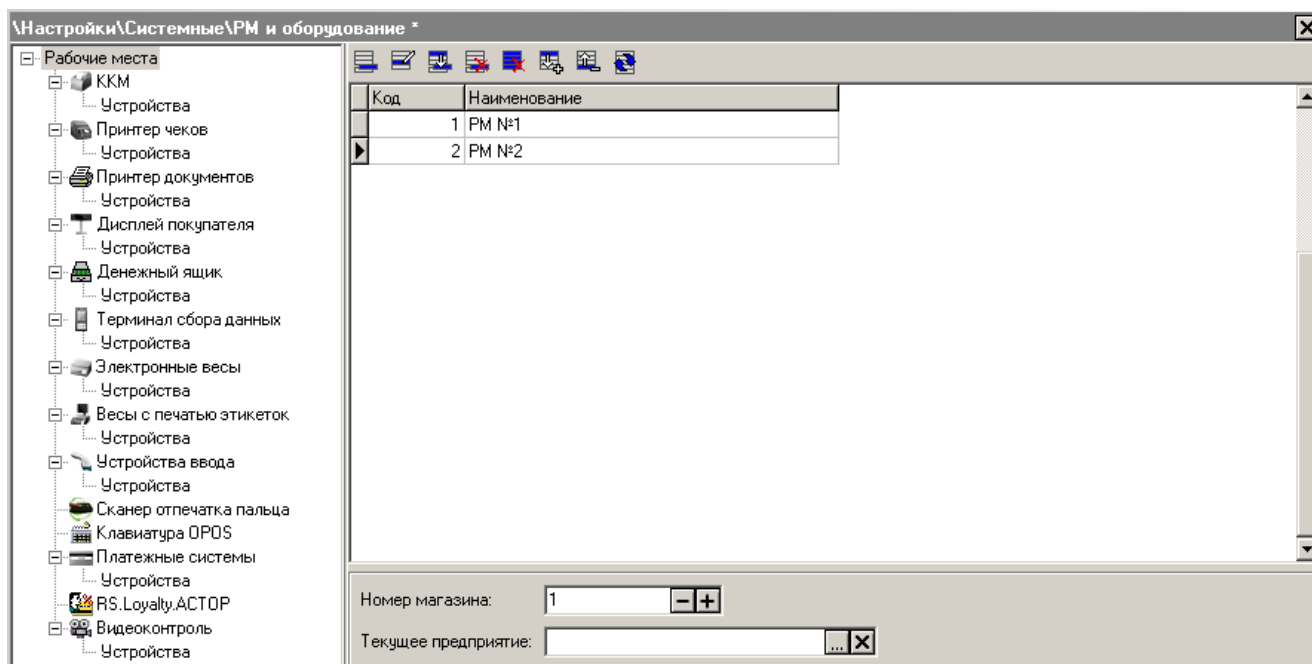 \Настройки\Системные\РМ и оборудование *
Рабочие места
ККМ
Устройства
Принтер чеков
Устройства
Принтер документов
Устройства
Дисплей покупателя
Устройства
Денежный ящик
Устройства
Терминал сбора данных
Устройства
Электронные весы
Устройства
Весы с печатью этикеток
Устройства
Устройства ввода
Устройства
Сканер отпечатка пальца
Клавиатура OPOS
Платежные системы
Устройства
RS.Loyalty.АСТОР
Видеоконтроль
Устройства
Код Наименование
1 РМ №1
2 РМ №2
Номер магазина: 1
Текущее предприятие: ...